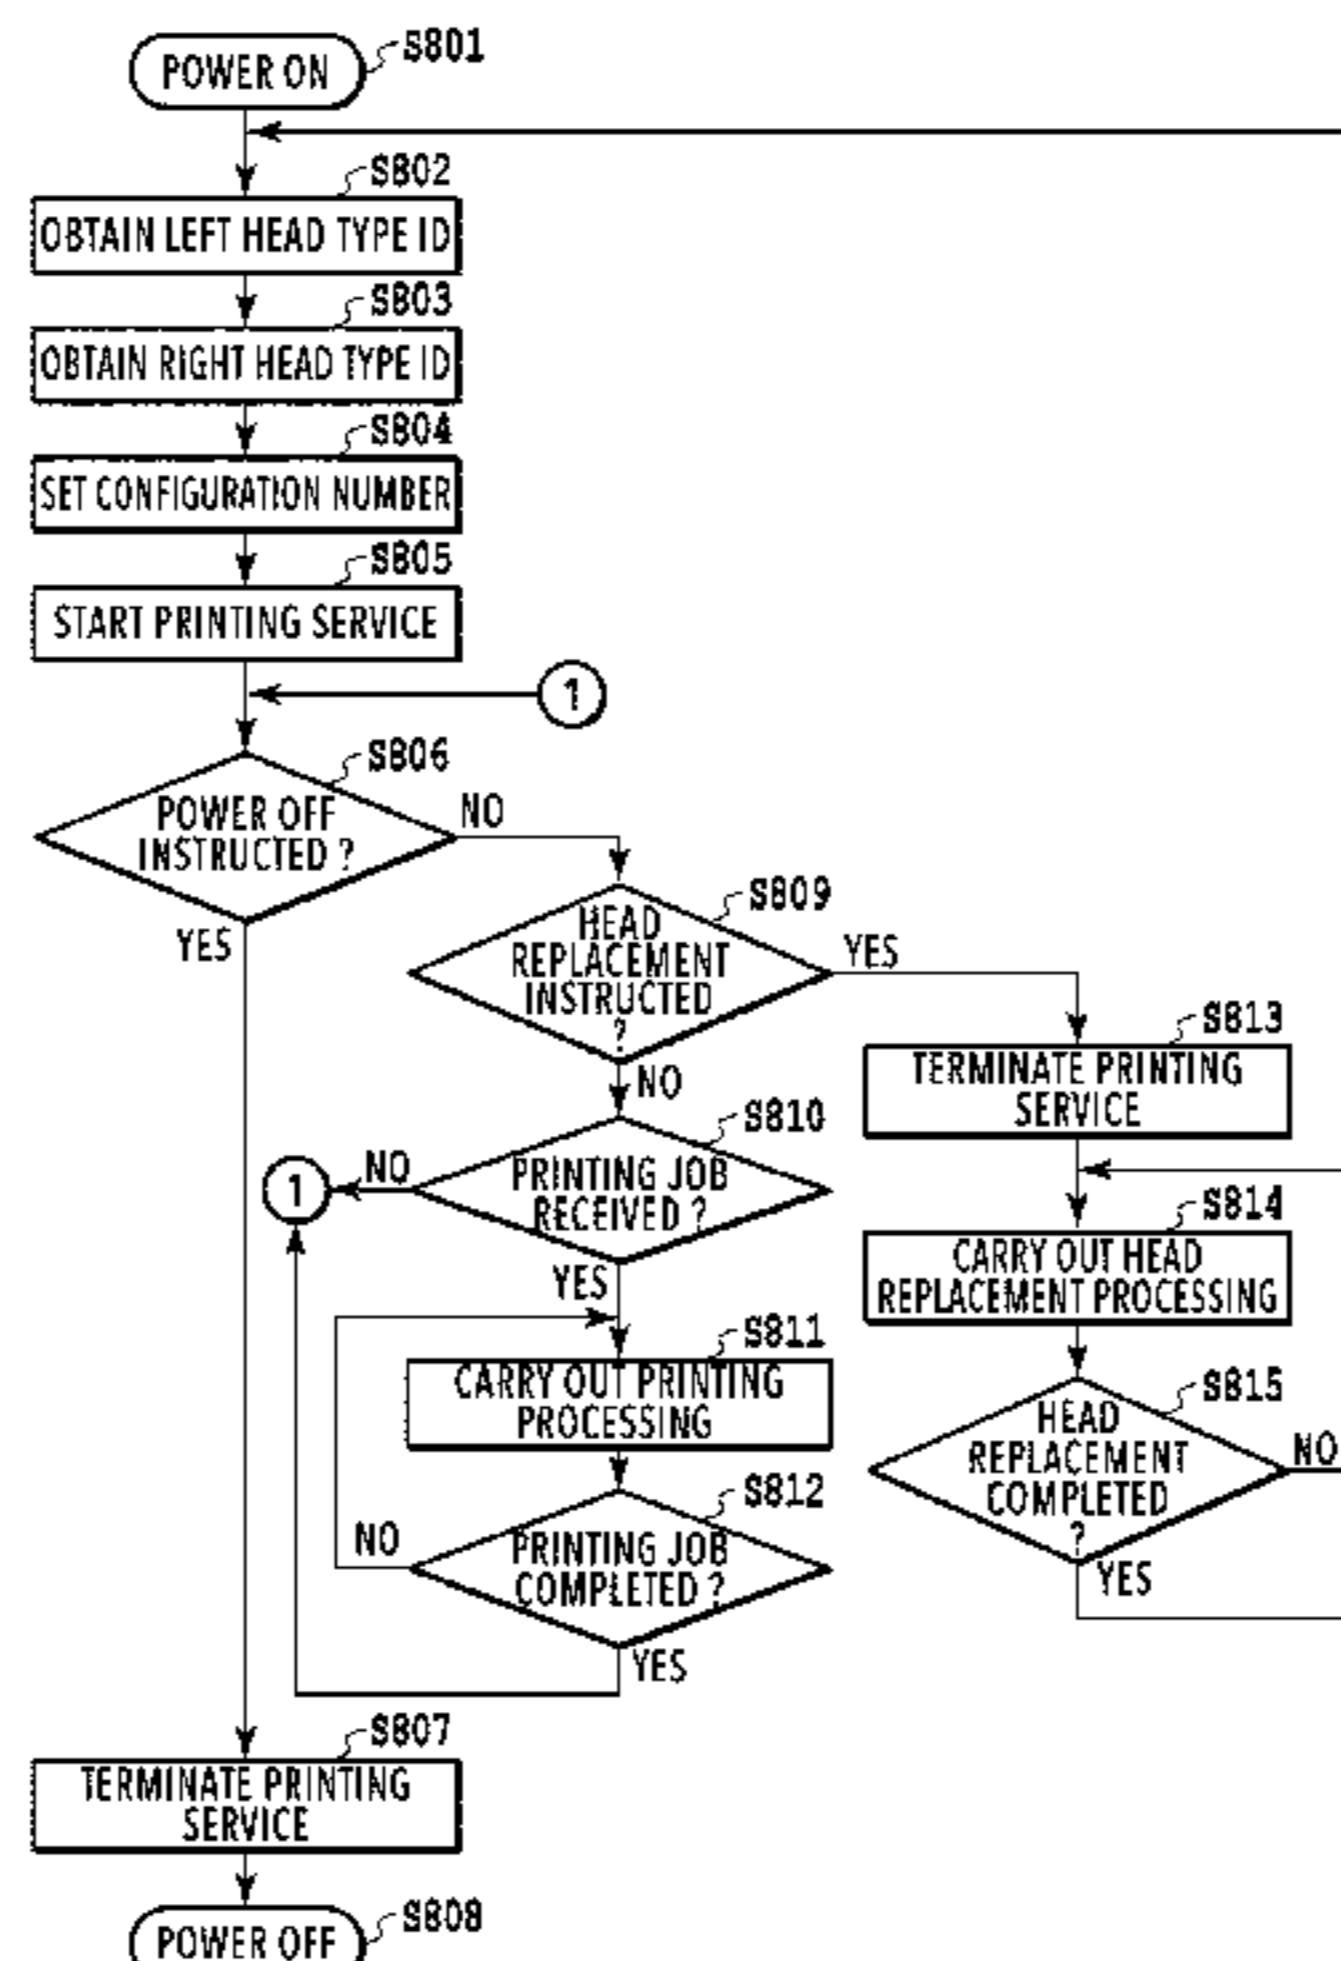 POWER ON
S801
S802
OBTAIN LEFT HEAD TYPE ID
S803
OBTAIN RIGHT HEAD TYPE ID
S804
SET CONFIGURATION NUMBER
S805
START PRINTING SERVICE
1
S806
POWER OFF
INSTRUCTED ?
NO
YES
S809
HEAD
REPLACEMENT
INSTRUCTED
?
YES
NO
S813
TERMINATE PRINTING
SERVICE
S810
PRINTING JOB
RECEIVED ?
NO
1
YES
S814
CARRY OUT HEAD
REPLACEMENT PROCESSING
S811
CARRY OUT PRINTING
PROCESSING
S815
HEAD
REPLACEMENT
COMPLETED
?
NO
YES
S812
PRINTING JOB
COMPLETED ?
NO
YES
S807
TERMINATE PRINTING
SERVICE
S808
POWER OFF